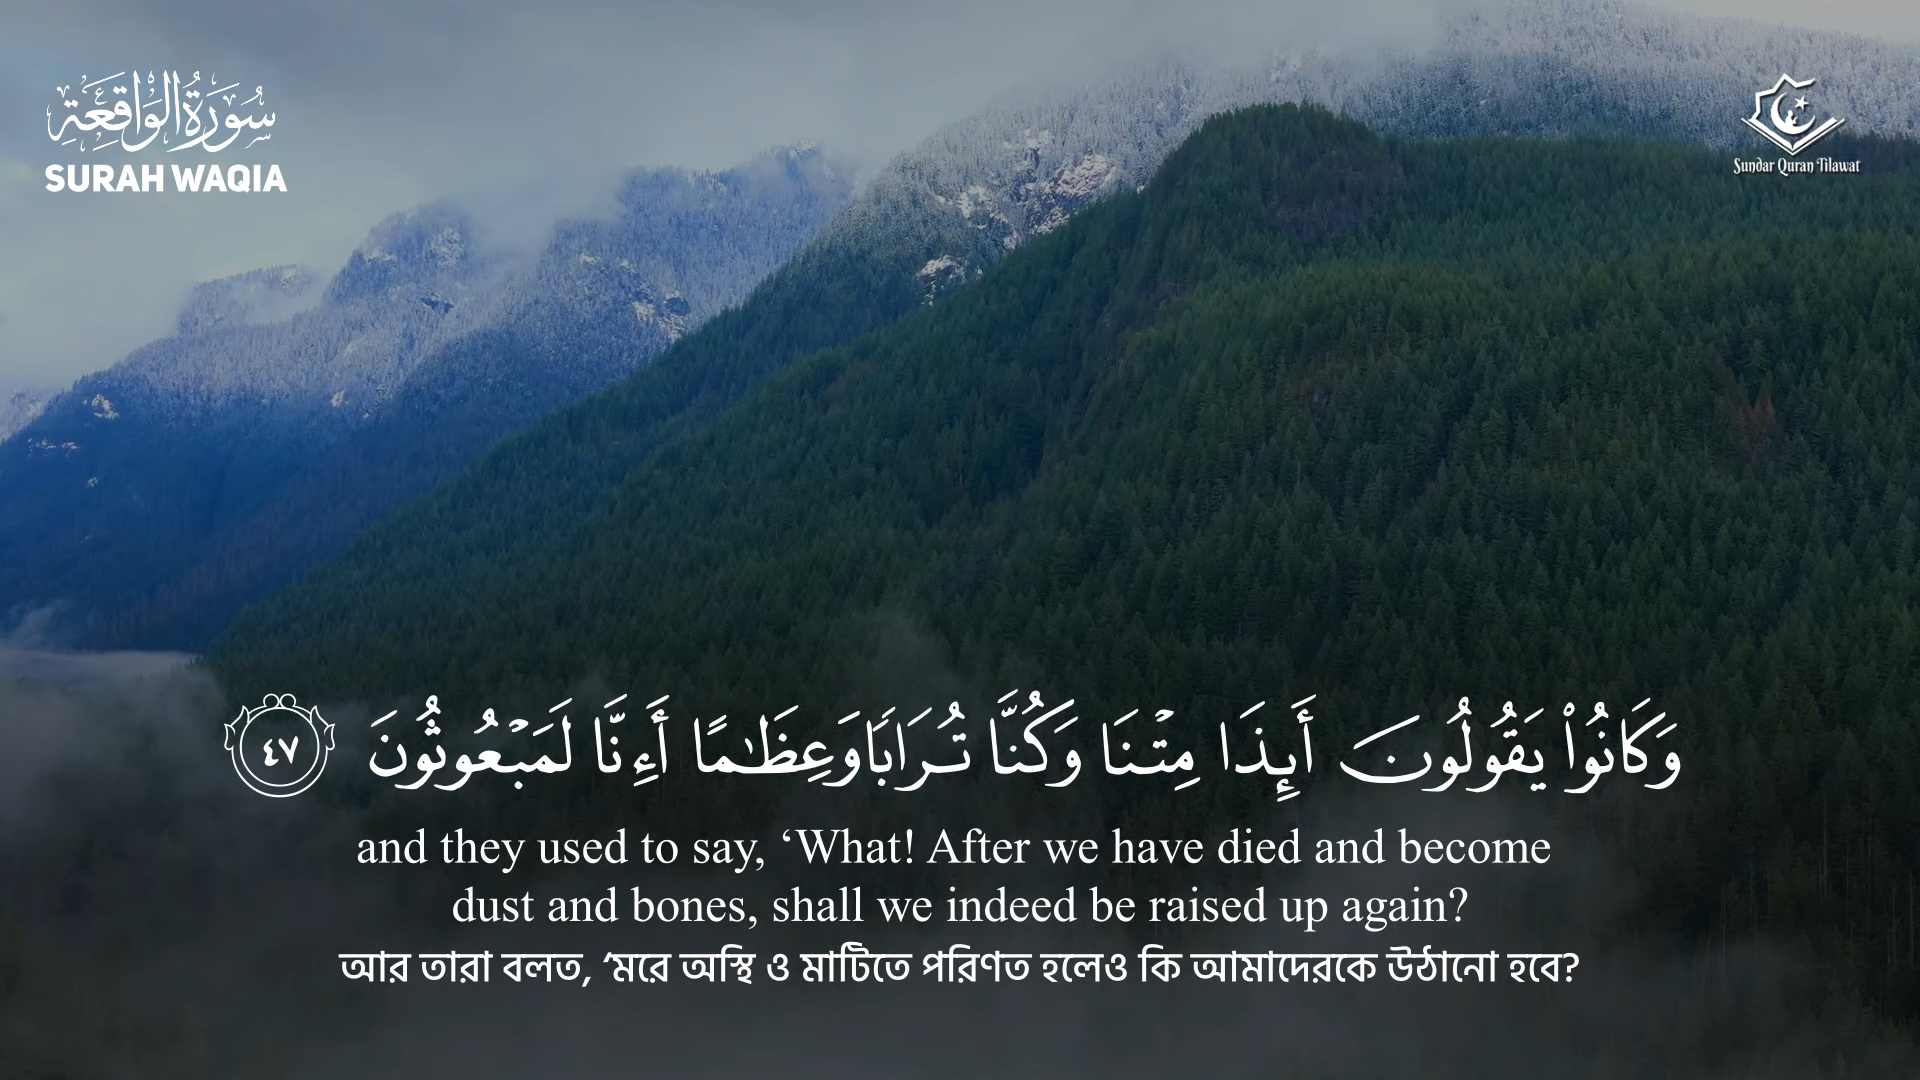 سُورَةُ الْوَاقِعَةِ
SURAH WAQIA
Sundar Quran Tilawat
وَكَانُوا۟ يَقُولُونَ أَئِذَا مِتْنَا وَكُنَّا تُرَابًا وَعِظَٰمًا أَءِنَّا لَمَبْعُوثُونَ ٤٧
and they used to say, ‘What! After we have died and become
dust and bones, shall we indeed be raised up again?
আর তারা বলত, ‘মরে অস্থি ও মাটিতে পরিণত হলেও কি আমাদেরকে উঠানো হবে?